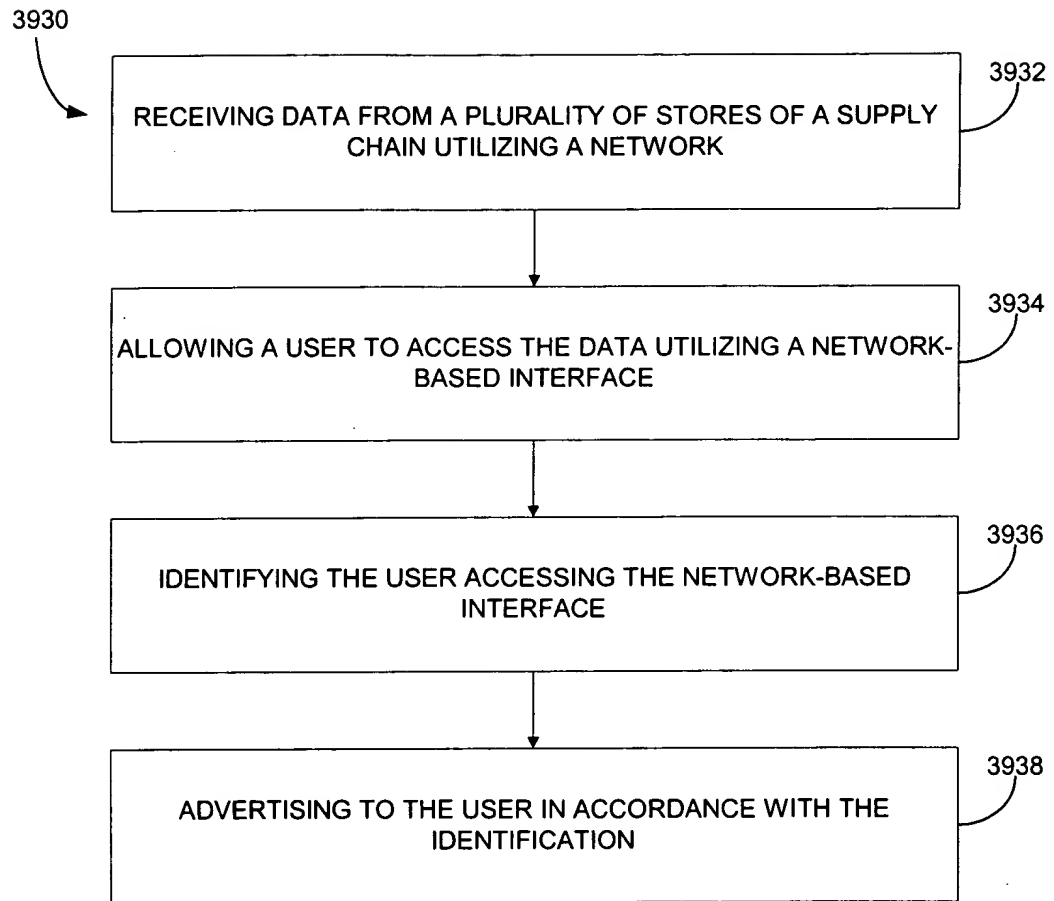 3930
3932
RECEIVING DATA FROM A PLURALITY OF STORES OF A SUPPLY
CHAIN UTILIZING A NETWORK
3934
ALLOWING A USER TO ACCESS THE DATA UTILIZING A NETWORK-
BASED INTERFACE
3936
IDENTIFYING THE USER ACCESSING THE NETWORK-BASED
INTERFACE
3938
ADVERTISING TO THE USER IN ACCORDANCE WITH THE
IDENTIFICATION